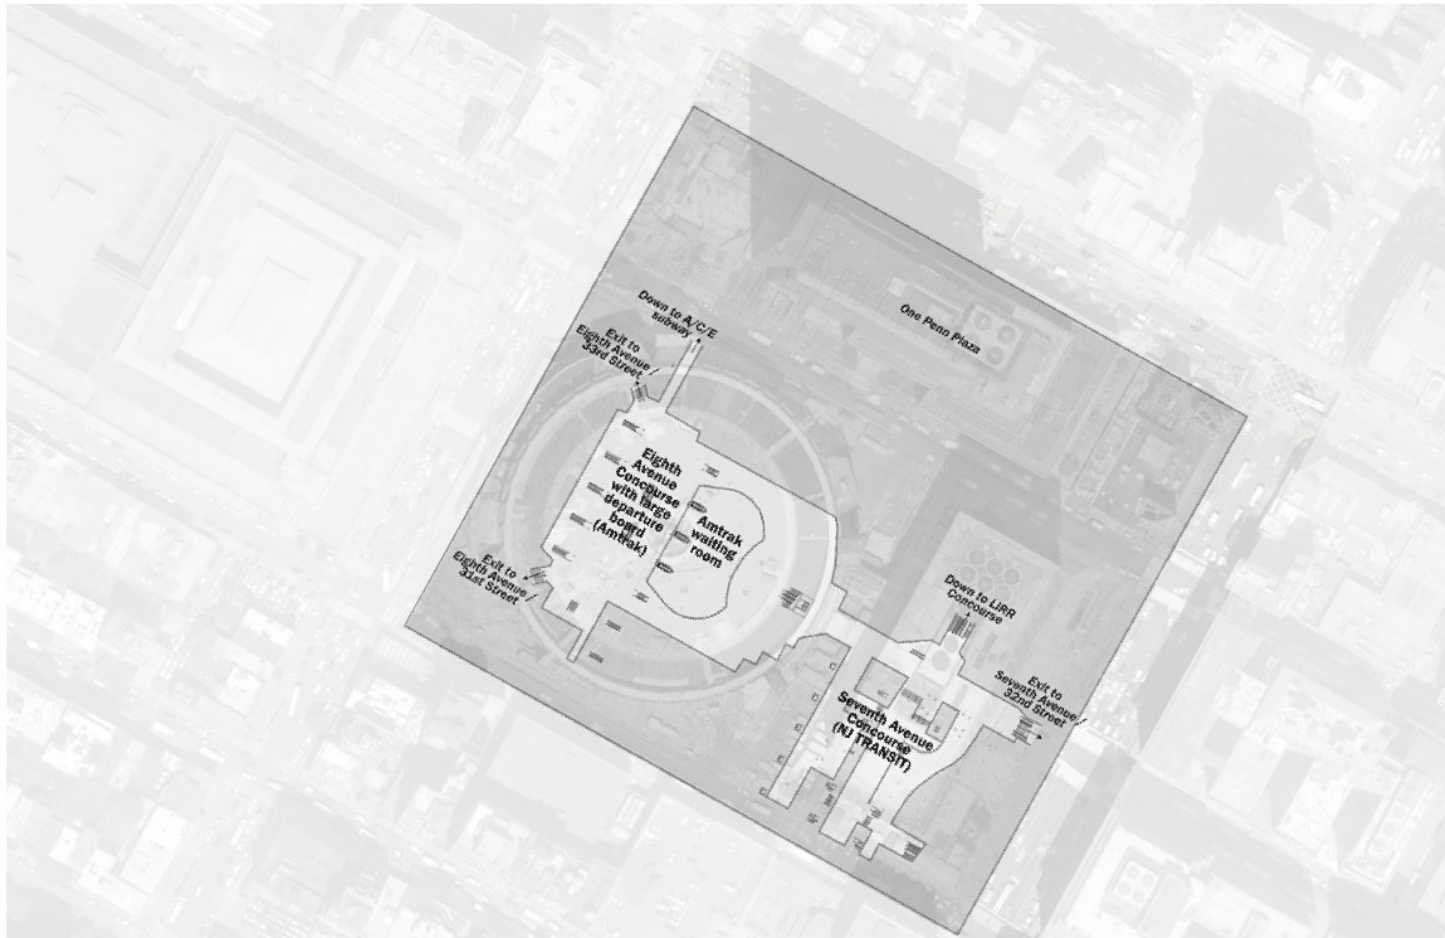 Down to A/C/E
subway
Exit to
Eighth Avenue /
33rd Street
One Penn Plaza
Eighth
Avenue
Concourse
with large
departure
board
(Amtrak)
Amtrak
waiting
room
Exit to
Eighth Avenue /
31st Street
Down to LIRR
Concourse
Exit to
Seventh Avenue /
32nd Street
Seventh Avenue
Concourse
(NJ TRANSIT)